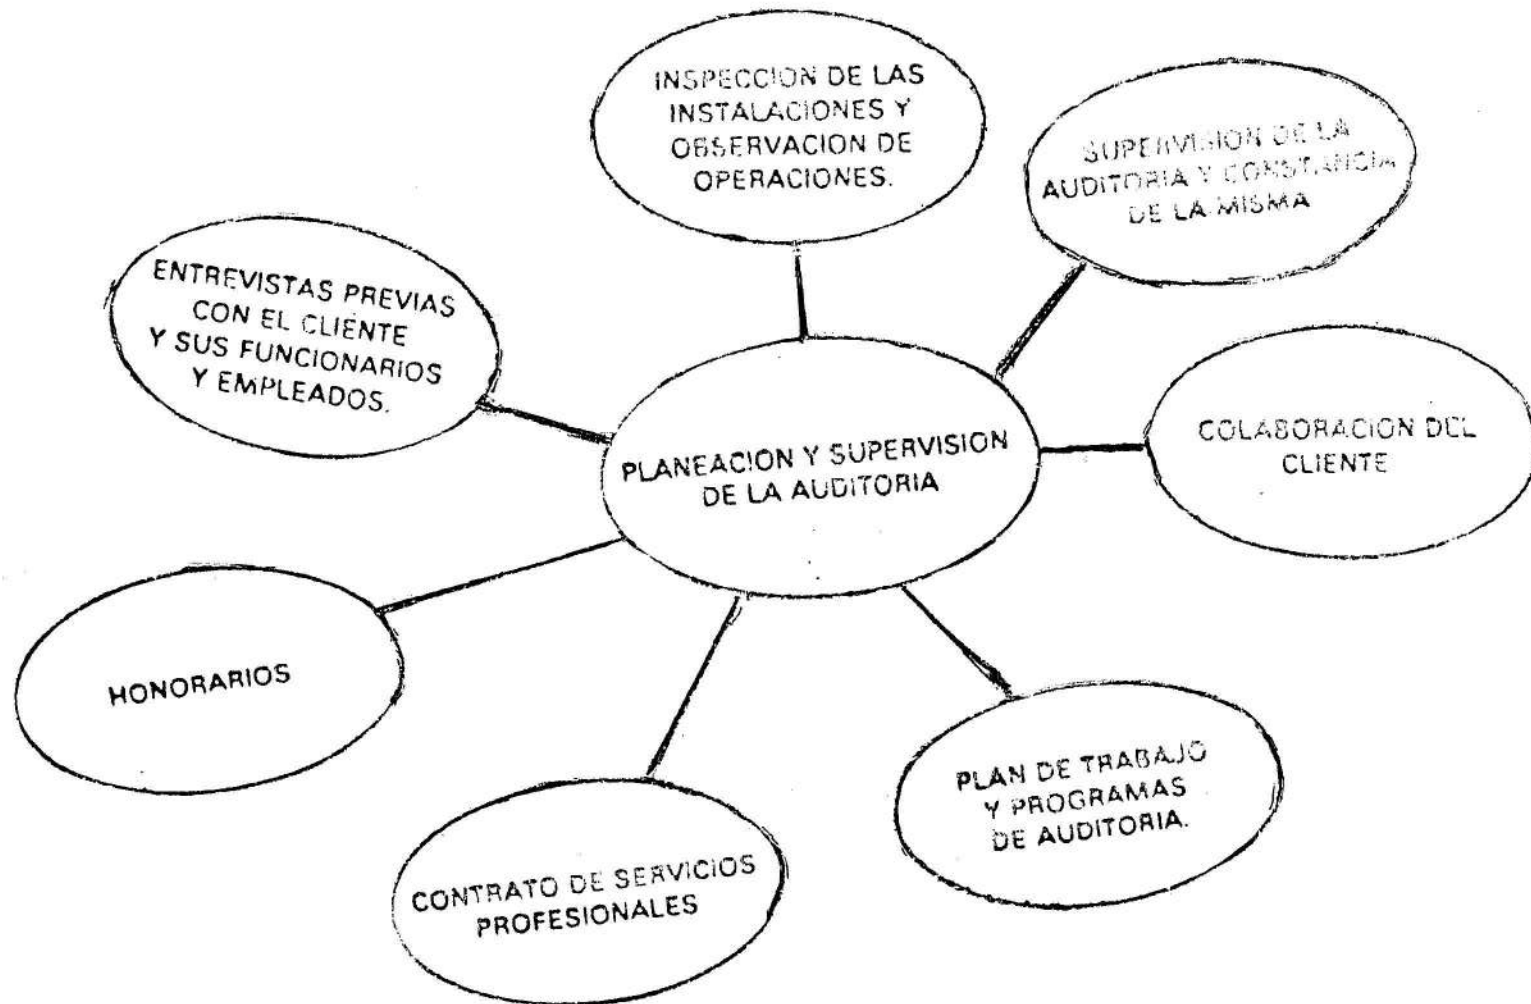 INSPECCION DE LAS
INSTALACIONES Y
OBSERVACION DE
OPERACIONES.
SUPERVISION DE LA
AUDITORIA Y CONSTANCIA
DE LA MISMA
ENTREVISTAS PREVIAS
CON EL CLIENTE
Y SUS FUNCIONARIOS
Y EMPLEADOS.
PLANEACION Y SUPERVISION
DE LA AUDITORIA
COLABORACION DEL
CLIENTE
HONORARIOS
PLAN DE TRABAJO
Y PROGRAMAS
DE AUDITORIA.
CONTRATO DE SERVICIOS
PROFESIONALES